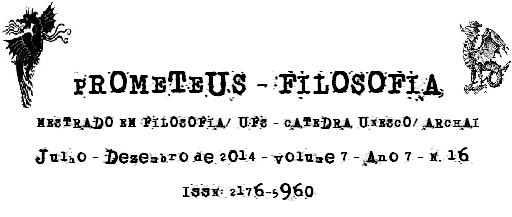 PROMETEUS - FILOSOFIA
MESTRADO EM FILOSOFIA/ UFS - CATEDRA UNESCO/ ARCHAI
Julho - Dezembro de 2014 - volume 7 - Ano 7 - N. 16
ISSN: 2176-5960